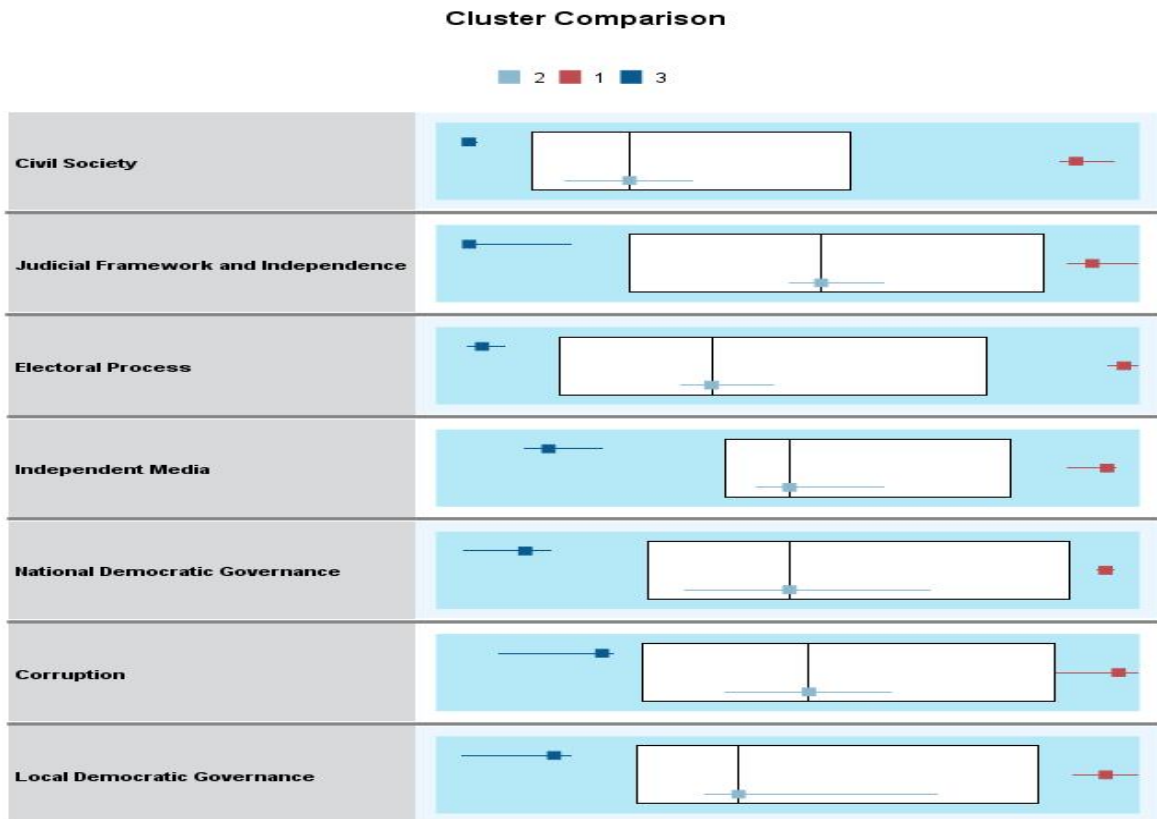 Cluster Comparison
2 1 3
Civil Society
Judicial Framework and Independence
Electoral Process
Independent Media
National Democratic Governance
Corruption
Local Democratic Governance